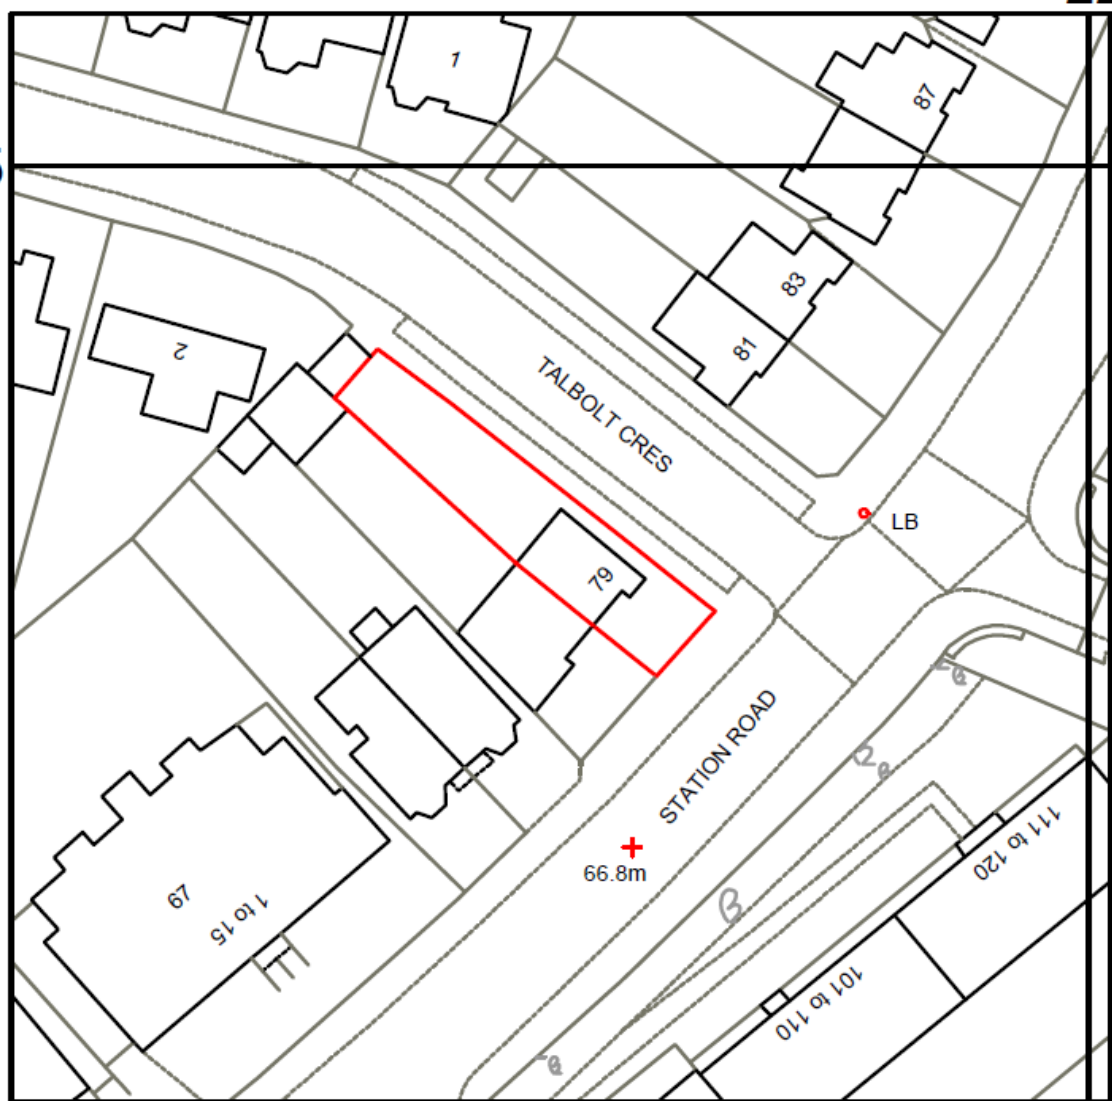 1
87
83
81
2
TALBOLT CRES
LB
79
STATION ROAD
66.8m
111 to 120
67
1 to 15
101 to 110